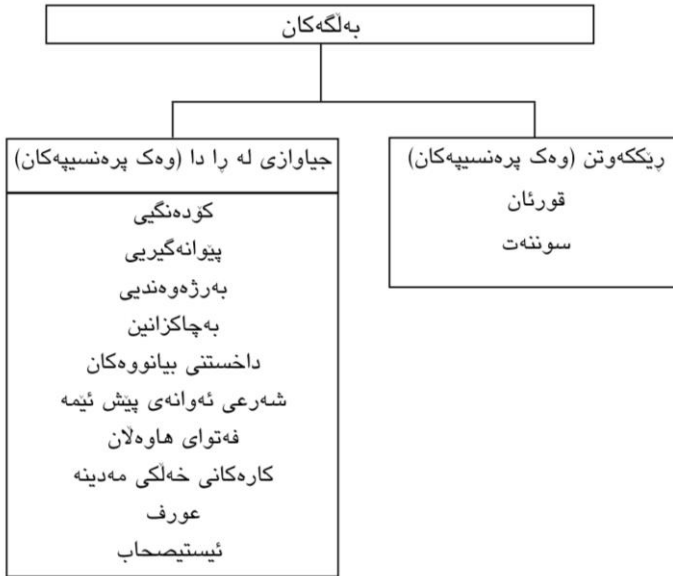 بەڵگەکان
ڕێککەوتن (وەک پرەنسیپەکان)
قورئان
سوننەت
جیاوازی لە ڕا دا (وەک پرەنسیپەکان)
کۆدەنگیی
پێوانەگیریی
بەرژەوەندیی
بەچاکزانین
داخستنی بیانووەکان
شەرعی ئەوانەی پێش ئێمە
فەتوای هاوەڵان
کارەکانی خەڵکی مەدینە
عورف
ئیستیصحاب